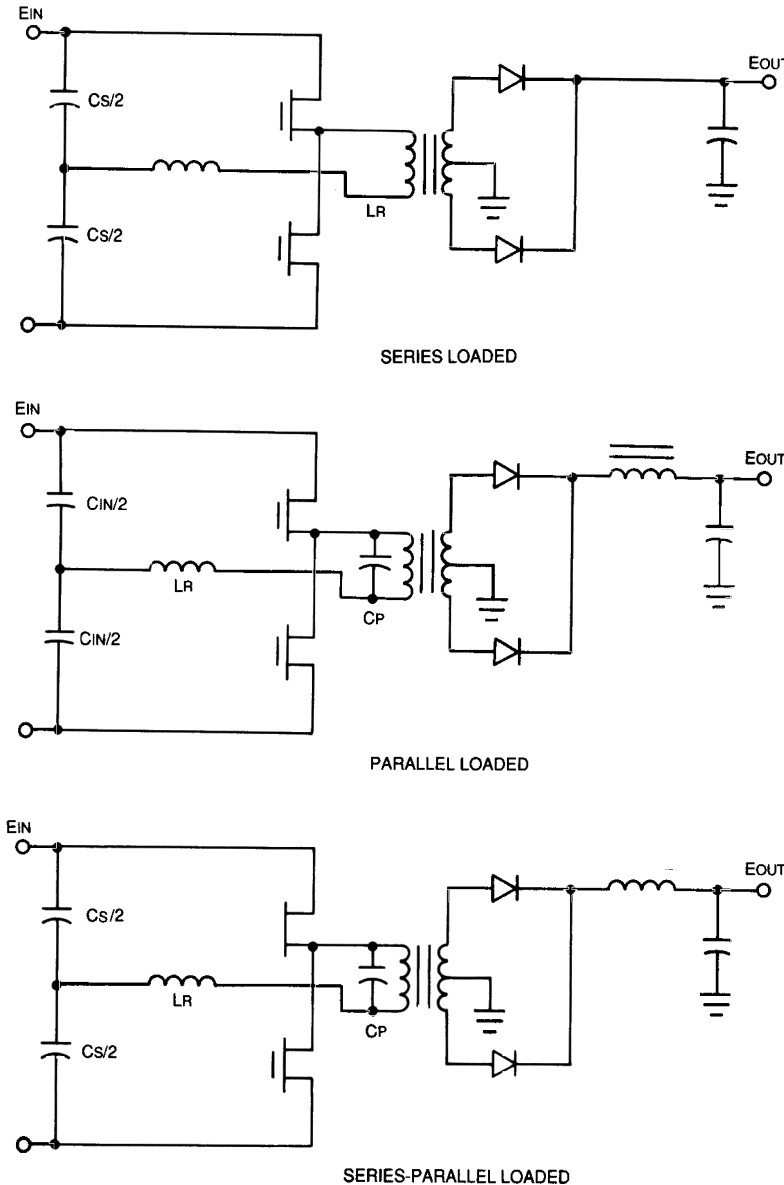 EIN
EOUT
CS/2
CS/2
LR
SERIES LOADED
EIN
EOUT
CIN/2
LR
CP
CIN/2
PARALLEL LOADED
EIN
EOUT
CS/2
LR
CP
CS/2
SERIES-PARALLEL LOADED